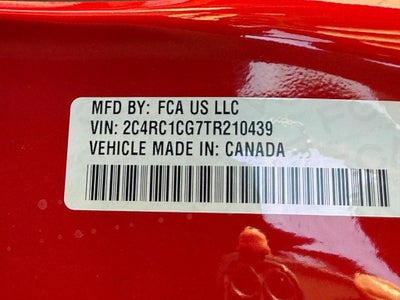 MFD BY: FCA US LLC
VIN: 2C4RC1CG7TR210439
VEHICLE MADE IN: CANADA